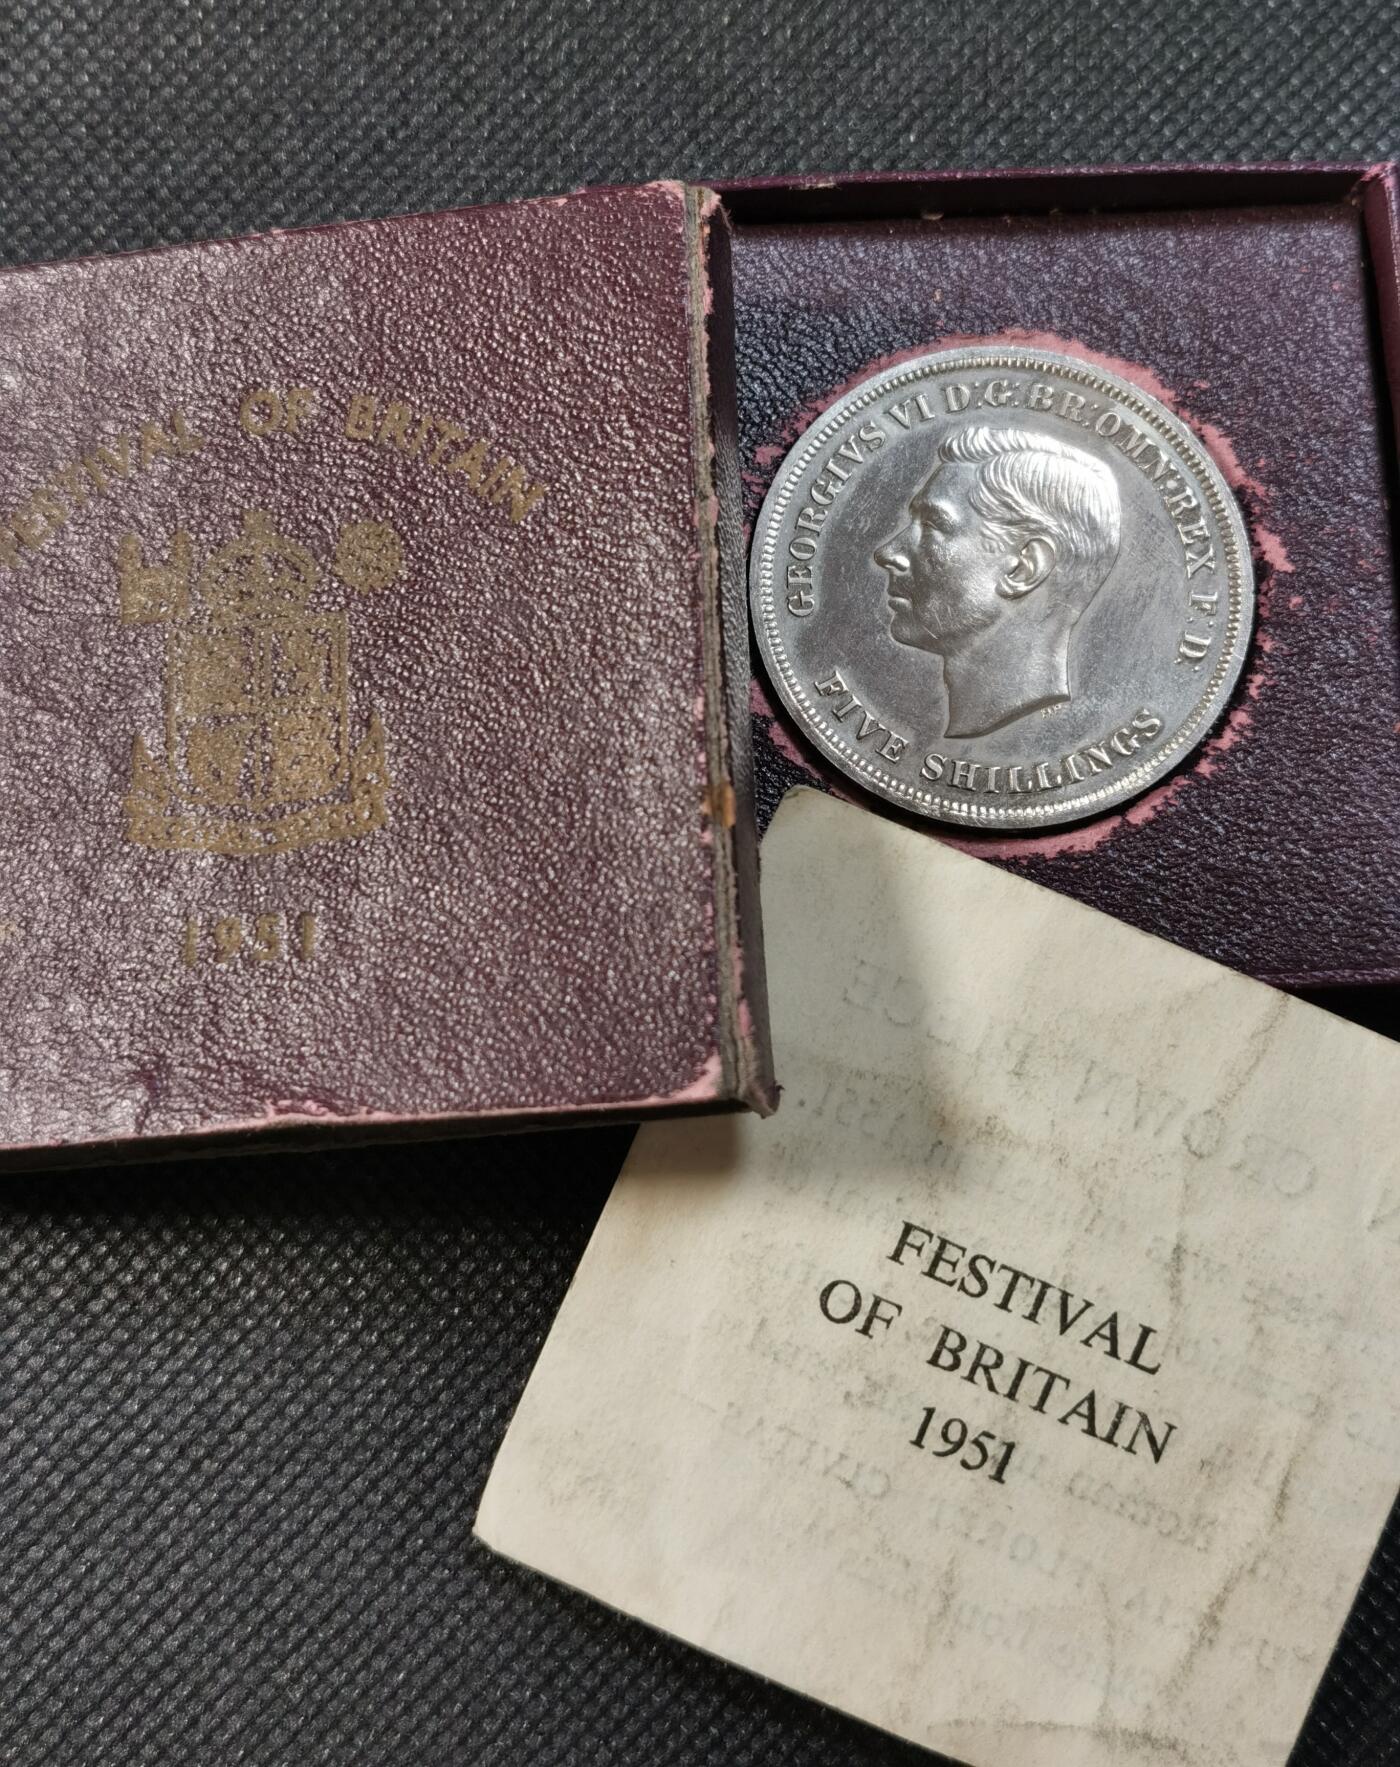 FESTIVAL OF BRITAIN
1951
GEORGIVS VI D:G:BR:OMN:REX F.D.
FIVE SHILLINGS
FESTIVAL
OF BRITAIN
1951